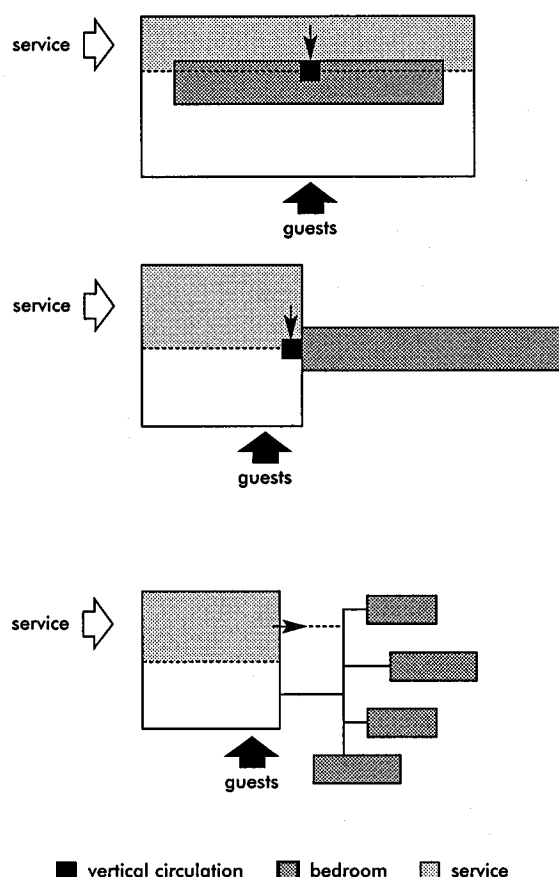 service
guests
service
guests
service
guests
vertical circulation bedroom service